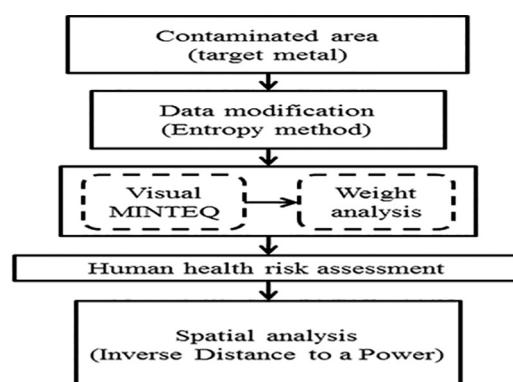 Contaminated area
(target metal)
Data modification
(Entropy method)
Visual
MINTEQ
Weight
analysis
Human health risk assessment
Spatial analysis
(Inverse Distance to a Power)